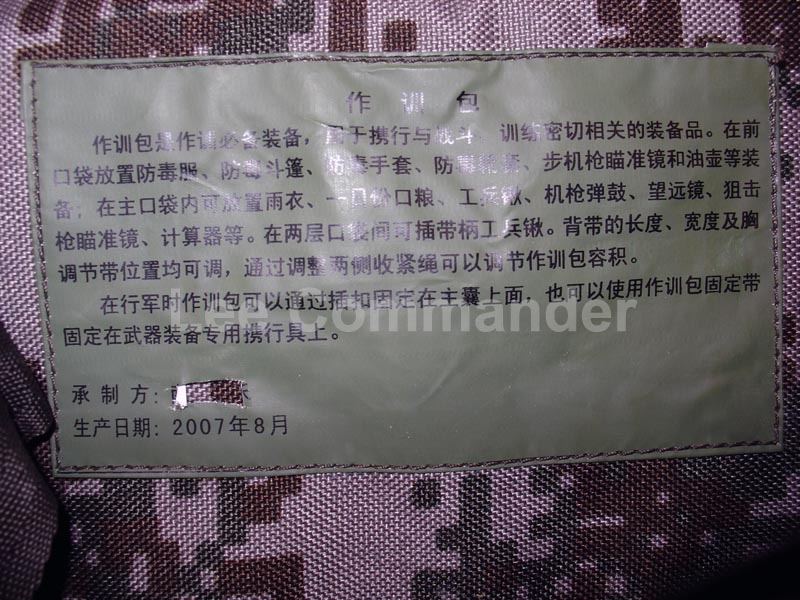 作训包
作训包是作训必备装备，用于携行与战斗、训练密切相关的装备品。在前
口袋放置防毒服、防毒斗篷、防毒手套、防毒靴套、步机枪瞄准镜和油壶等装
备；在主口袋内可放置雨衣、一日份口粮、工兵锹、机枪弹鼓、望远镜、狙击
枪瞄准镜、计算器等。在两层口袋间可插带柄工兵锹。背带的长度、宽度及胸
调节带位置均可调，通过调整两侧收紧绳可以调节作训包容积。
在行军时作训包可以通过插扣固定在主囊上面，也可以使用作训包固定带
固定在武器装备专用携行具上。
Lee Commander
承制方：
生产日期：2007年8月